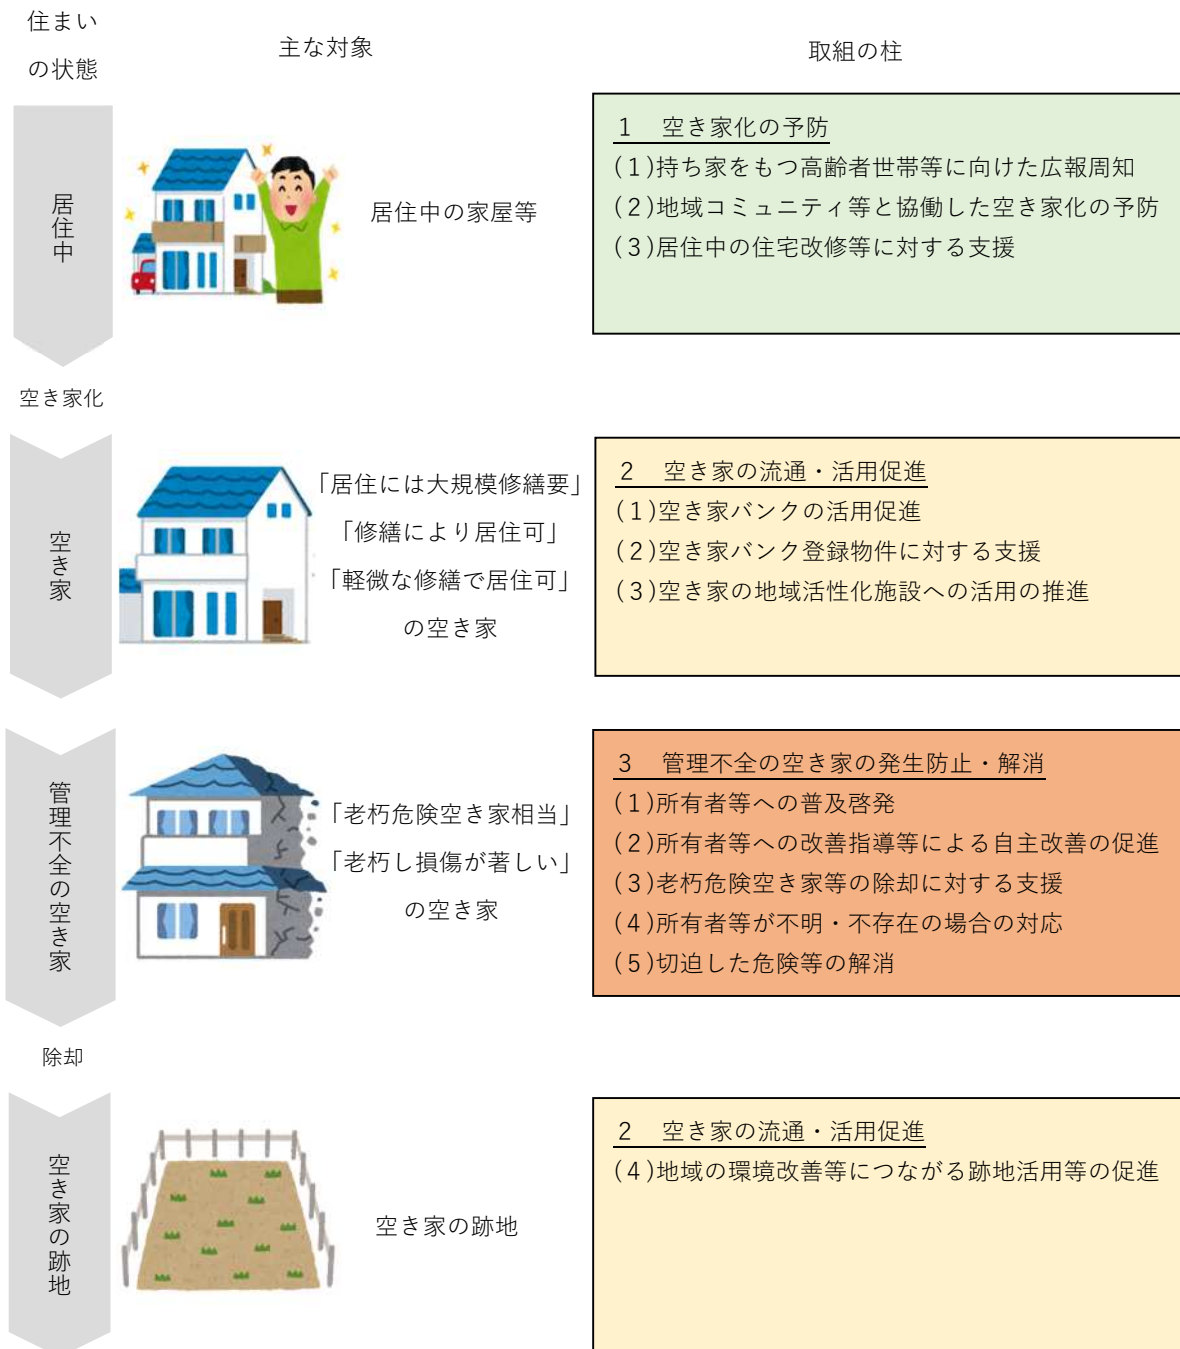 住まい
の状態
主な対象
取組の柱
居住中
居住中の家屋等
1 空き家化の予防
(1)持ち家をもつ高齢者世帯等に向けた広報周知
(2)地域コミュニティ等と協働した空き家化の予防
(3)居住中の住宅改修等に対する支援
空き家化
空き家
「居住には大規模修繕要」
「修繕により居住可」
「軽微な修繕で居住可」
の空き家
2 空き家の流通・活用促進
(1)空き家バンクの活用促進
(2)空き家バンク登録物件に対する支援
(3)空き家の地域活性化施設への活用の推進
管理不全の空き家
「老朽危険空き家相当」
「老朽し損傷が著しい」
の空き家
3 管理不全の空き家の発生防止・解消
(1)所有者等への普及啓発
(2)所有者等への改善指導等による自主改善の促進
(3)老朽危険空き家等の除却に対する支援
(4)所有者等が不明・不存在の場合の対応
(5)切迫した危険等の解消
除却
空き家の跡地
空き家の跡地
2 空き家の流通・活用促進
(4)地域の環境改善等につながる跡地活用等の促進